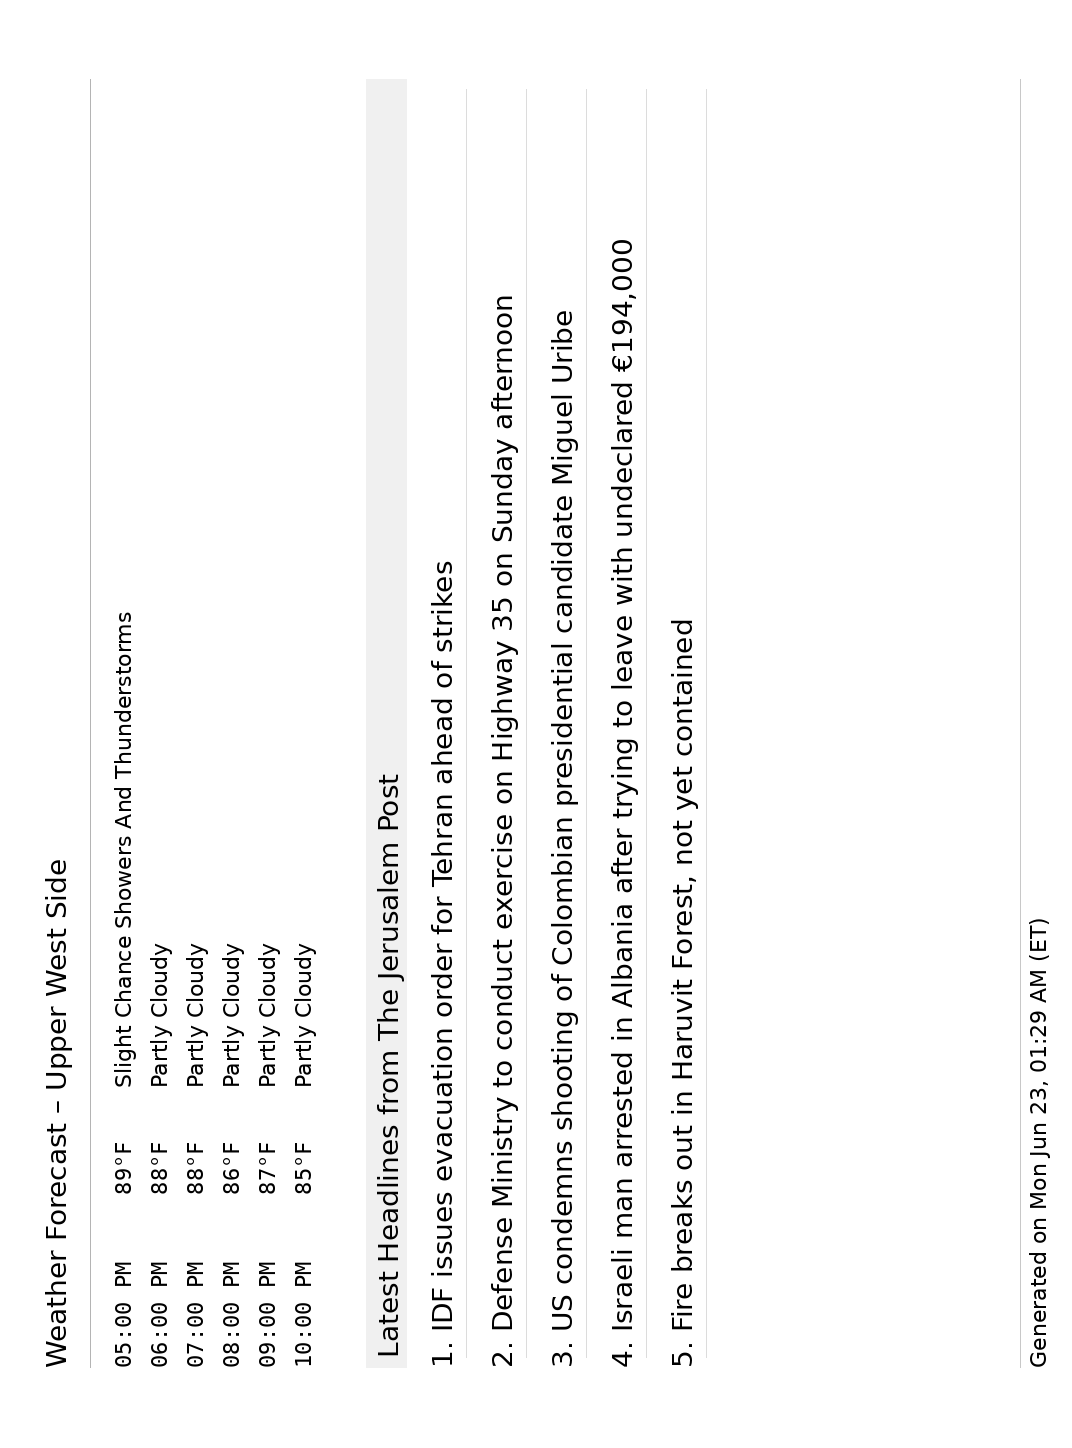 Weather Forecast – Upper West Side
05:00 PM 89°F Slight Chance Showers And Thunderstorms
06:00 PM 88°F Partly Cloudy
07:00 PM 88°F Partly Cloudy
08:00 PM 86°F Partly Cloudy
09:00 PM 87°F Partly Cloudy
10:00 PM 85°F Partly Cloudy
Latest Headlines from The Jerusalem Post
1. IDF issues evacuation order for Tehran ahead of strikes
2. Defense Ministry to conduct exercise on Highway 35 on Sunday afternoon
3. US condemns shooting of Colombian presidential candidate Miguel Uribe
4. Israeli man arrested in Albania after trying to leave with undeclared €194,000
5. Fire breaks out in Haruvit Forest, not yet contained
Generated on Mon Jun 23, 01:29 AM (ET)